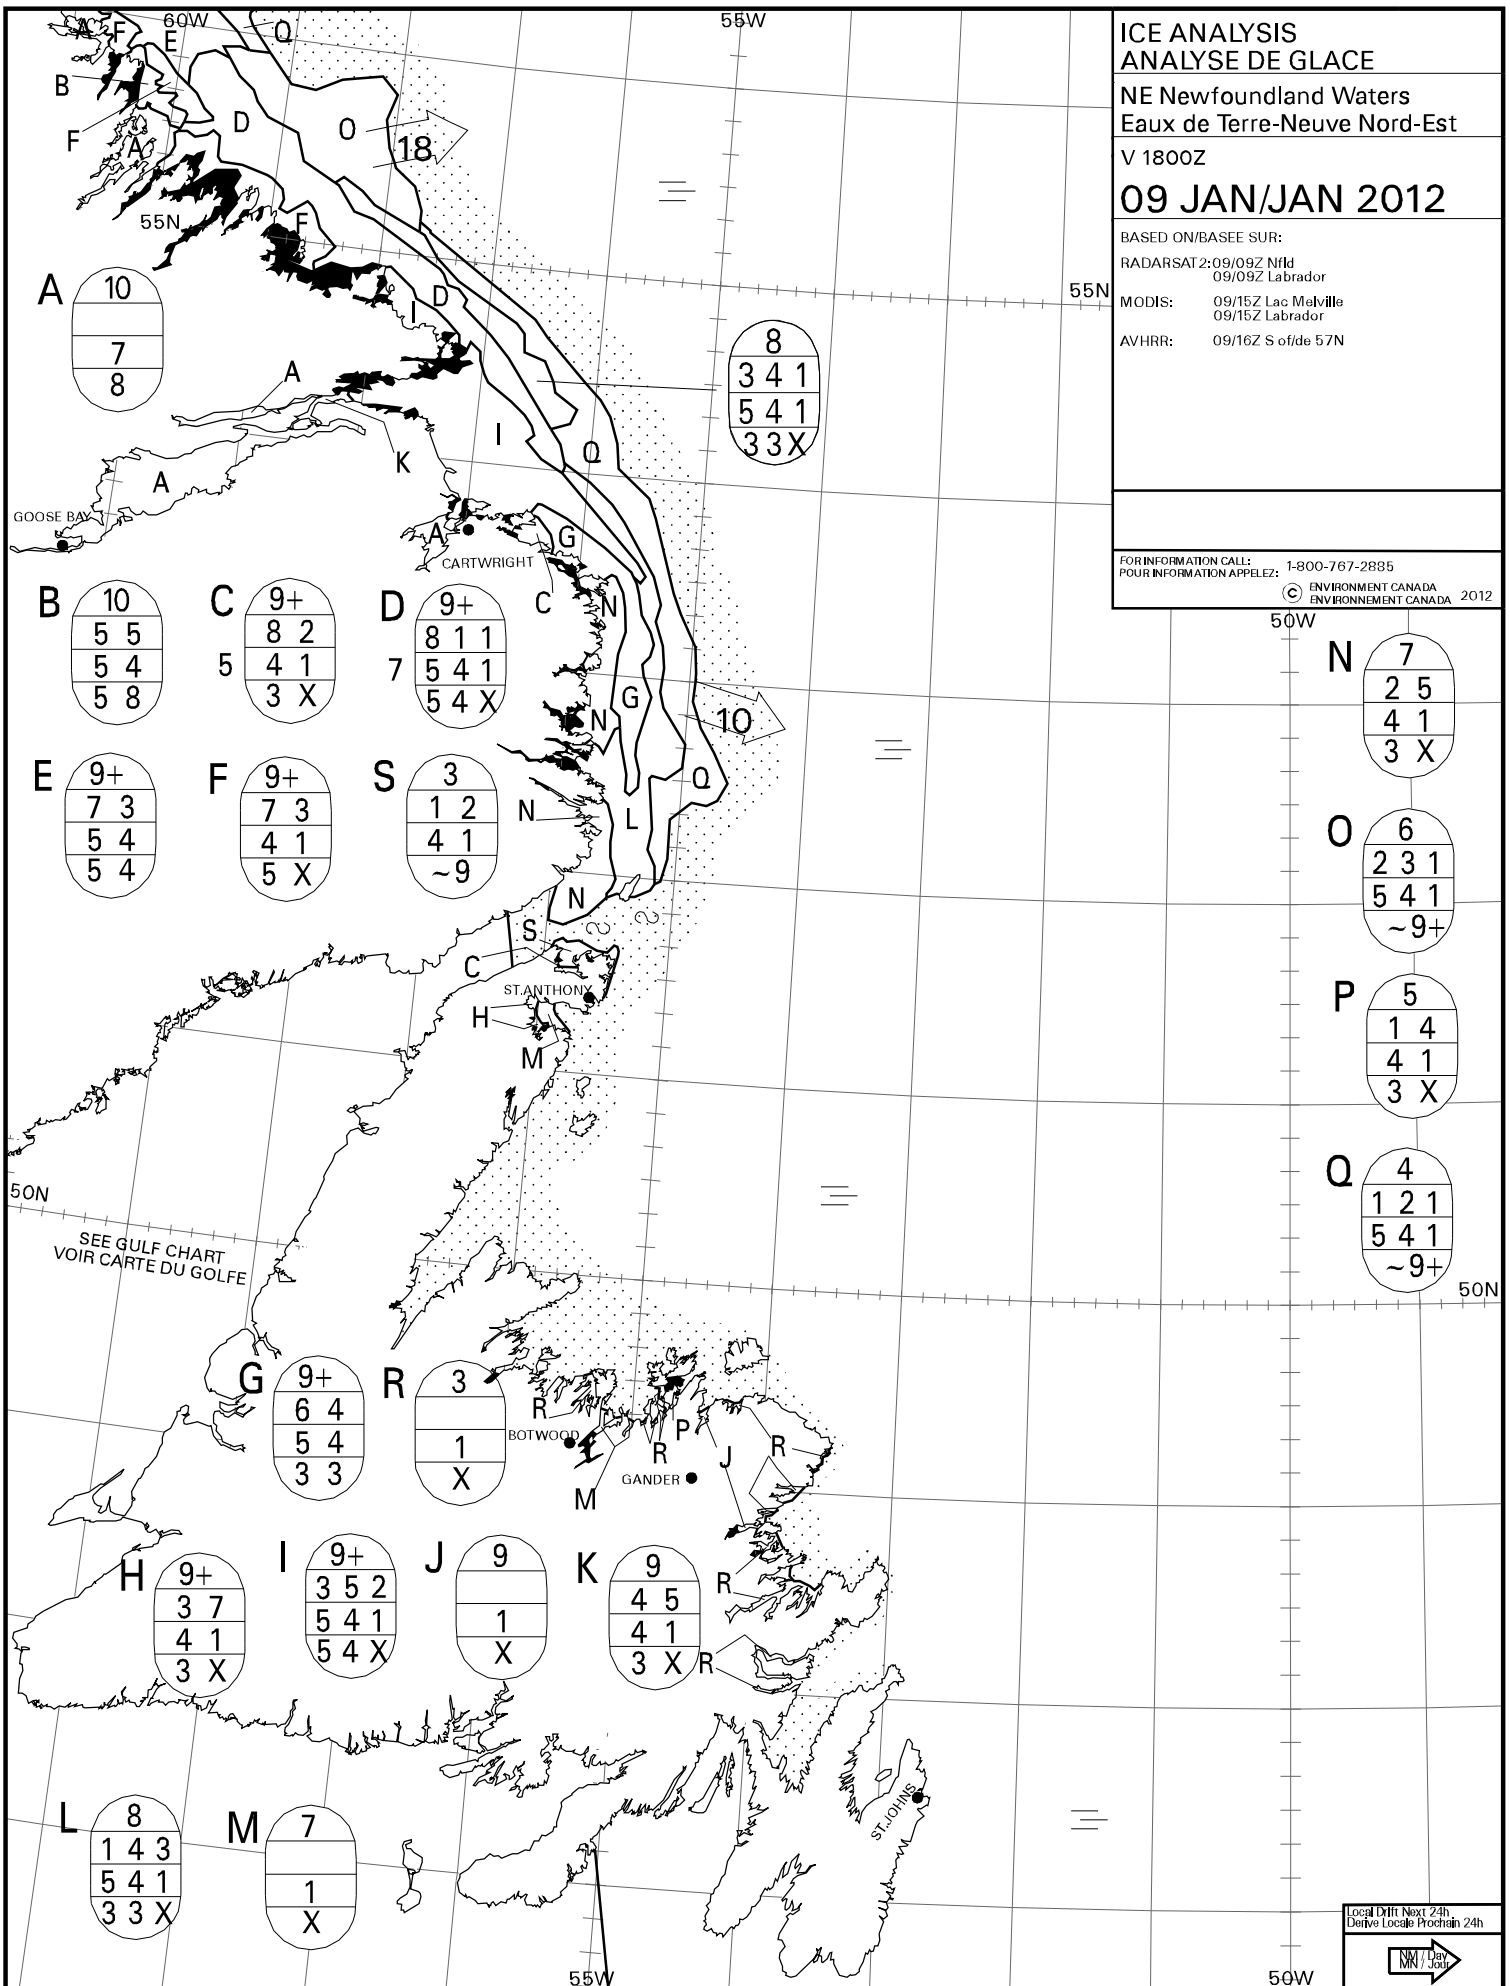 ICE ANALYSIS
ANALYSE DE GLACE
NE Newfoundland Waters
Eaux de Terre-Neuve Nord-Est
V 1800Z
09 JAN/JAN 2012
BASED ON/BASEE SUR:
RADARSAT2: 09/09Z Nfld
09/09Z Labrador
MODIS: 09/15Z Lac Melville
09/15Z Labrador
AVHRR: 09/16Z S of/de 57N
FOR INFORMATION CALL:
POUR INFORMATION APPELEZ: 1-800-767-2885
© ENVIRONMENT CANADA
ENVIRONNEMENT CANADA 2012
60W
55W
A
F
E
Q
B
D
O
F
A
18
55N
F
55N
D
I
A
I
Q
K
A
GOOSE BAY
A
CARTWRIGHT
G
C
N
8
3 4 1
5 4 1
3 3 X
A
10
7
8
B
10
5 5
5 4
5 8
C
9+
8 2
5 4 1
3 X
D
9+
8 1 1
7 5 4 1
5 4 X
E
9+
7 3
5 4
5 4
F
9+
7 3
4 1
5 X
S
3
1 2
4 1
~9
50W
N
7
2 5
4 1
3 X
O
6
2 3 1
5 4 1
~9+
P
5
1 4
4 1
3 X
Q
4
1 2 1
5 4 1
~9+
G
N
10
Q
N
L
N
S
C
ST.ANTHONY
H
M
50N
50N
SEE GULF CHART
VOIR CARTE DU GOLFE
G
9+
6 4
5 4
3 3
R
3
1
X
R
BOTWOOD
P
R
M
GANDER
J
R
R
R
H
9+
3 7
4 1
3 X
I
9+
3 5 2
5 4 1
5 4 X
J
9
1
X
K
9
4 5
4 1
3 X
L
8
1 4 3
5 4 1
3 3 X
M
7
1
X
ST.JOHNS
55W
50W
Local Drift Next 24h
Derive Locale Prochain 24h
NM / Day
MN / Jour